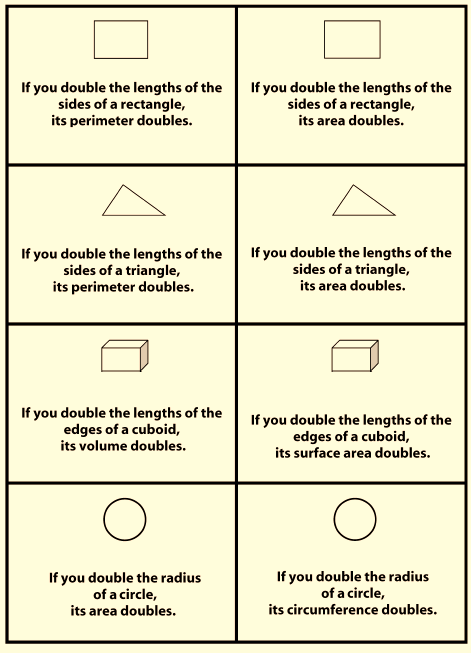 If you double the lengths of the
sides of a rectangle,
its perimeter doubles.
If you double the lengths of the
sides of a rectangle,
its area doubles.
If you double the lengths of the
sides of a triangle,
its perimeter doubles.
If you double the lengths of the
sides of a triangle,
its area doubles.
If you double the lengths of the
edges of a cuboid,
its volume doubles.
If you double the lengths of the
edges of a cuboid,
its surface area doubles.
If you double the radius
of a circle,
its area doubles.
If you double the radius
of a circle,
its circumference doubles.